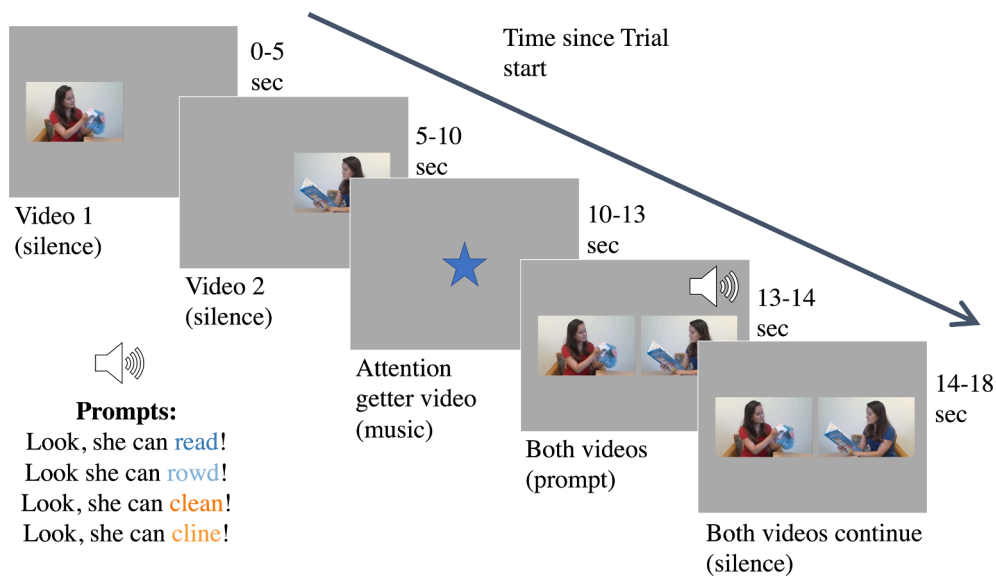 Time since Trial
start
0-5
sec
Video 1
(silence)
5-10
sec
Video 2
(silence)
10-13
sec
Attention
getter video
(music)
13-14
sec
Both videos
(prompt)
14-18
sec
Both videos continue
(silence)
Prompts:
Look, she can read!
Look she can rowd!
Look, she can clean!
Look, she can cline!